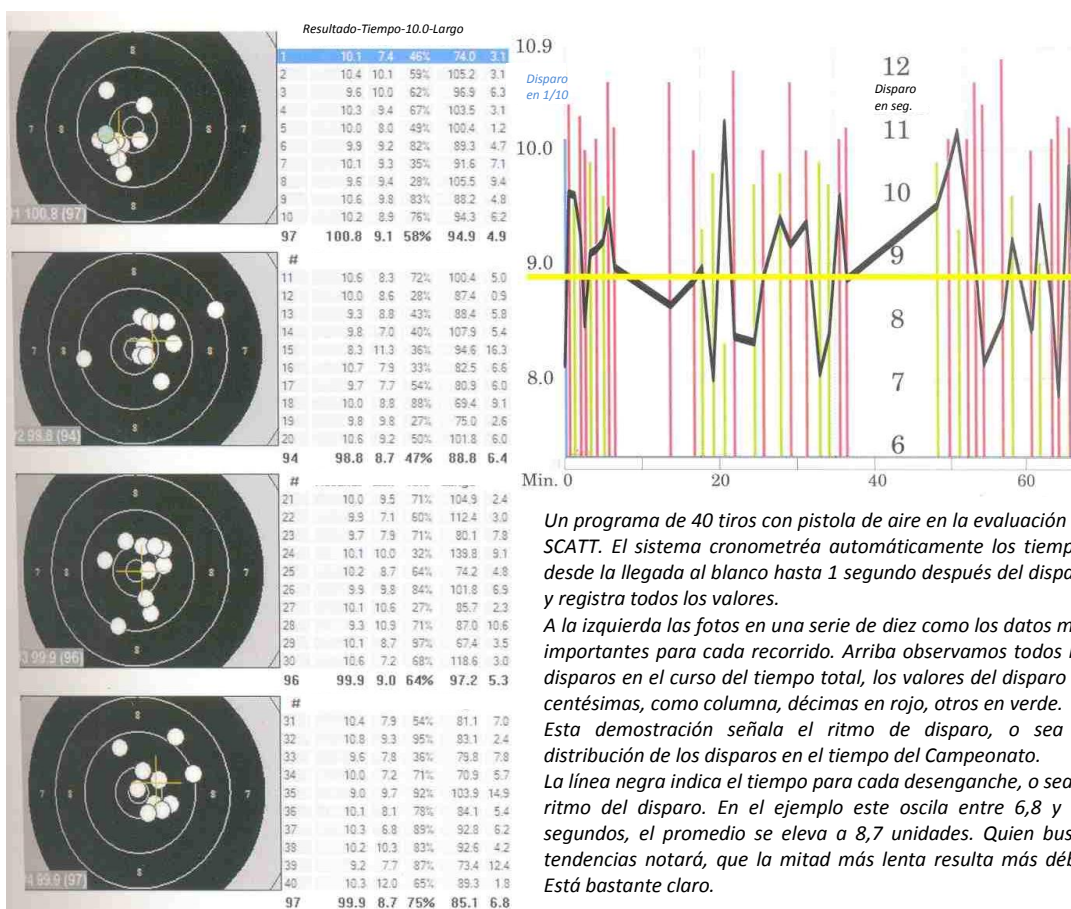 Resultado-Tiempo-10.0-Largo
1 10.1 7.4 46% 74.0 3.1
2 10.4 10.1 59% 105.2 3.1
3 9.6 10.0 62% 96.9 6.3
4 10.3 9.4 67% 103.5 3.1
5 10.0 8.0 49% 100.4 1.2
6 9.9 9.2 82% 89.3 4.7
7 10.1 9.3 35% 91.6 7.1
8 9.6 9.4 28% 105.5 9.4
9 10.6 9.8 83% 88.2 4.8
10 10.2 8.9 76% 94.3 6.2
97 100.8 9.1 58% 94.9 4.9
1 100.8 (97)
#
11 10.6 8.3 72% 100.4 5.0
12 10.0 8.6 28% 87.4 0.9
13 9.3 8.8 43% 88.4 5.8
14 9.8 7.0 40% 107.9 5.4
15 8.3 11.3 36% 94.6 16.3
16 10.7 7.9 33% 82.5 6.6
17 9.7 7.7 54% 80.9 6.0
18 10.0 8.8 88% 69.4 9.1
19 9.8 9.8 27% 75.0 2.6
20 10.6 9.2 50% 101.8 6.0
94 98.8 8.7 47% 88.8 6.4
2 98.8 (94)
#
21 10.0 9.5 71% 104.9 2.4
22 9.9 7.1 60% 112.4 3.0
23 9.7 7.9 71% 80.1 7.8
24 10.1 10.0 32% 139.8 9.1
25 10.2 8.7 64% 74.2 4.8
26 9.9 9.8 84% 101.8 6.9
27 10.1 10.6 27% 85.7 2.3
28 9.3 10.9 71% 87.0 10.6
29 10.1 8.7 97% 67.4 3.5
30 10.6 7.2 68% 118.6 3.0
96 99.9 9.0 64% 97.2 5.3
3 99.9 (96)
#
31 10.4 7.9 54% 81.1 7.0
32 10.8 9.3 95% 83.1 2.4
33 9.6 7.8 36% 79.8 7.8
34 10.0 7.2 71% 70.9 5.7
35 9.0 9.7 92% 103.9 14.9
36 10.1 8.1 78% 84.1 5.4
37 10.3 6.8 89% 92.8 6.2
38 10.2 10.3 83% 92.6 4.2
39 9.2 7.7 87% 73.4 12.4
40 10.3 12.0 65% 89.3 1.8
97 99.9 8.7 75% 85.1 6.8
4 99.9 (97)
10.9
Disparo
en 1/10
10.0
9.0
8.0
12
Disparo
en seg.
11
10
9
8
7
6
Min. 0 20 40 60
Un programa de 40 tiros con pistola de aire en la evaluación
SCATT. El sistema cronometréa automáticamente los tiemp
desde la llegada al blanco hasta 1 segundo después del dispa
y registra todos los valores.
A la izquierda las fotos en una serie de diez como los datos m
importantes para cada recorrido. Arriba observamos todos l
disparos en el curso del tiempo total, los valores del disparo
centésimas, como columna, décimas en rojo, otros en verde.
Esta demostración señala el ritmo de disparo, o sea
distribución de los disparos en el tiempo del Campeonato.
La línea negra indica el tiempo para cada desenganche, o sea
ritmo del disparo. En el ejemplo este oscila entre 6,8 y
segundos, el promedio se eleva a 8,7 unidades. Quien bus
tendencias notará, que la mitad más lenta resulta más déb
Está bastante claro.